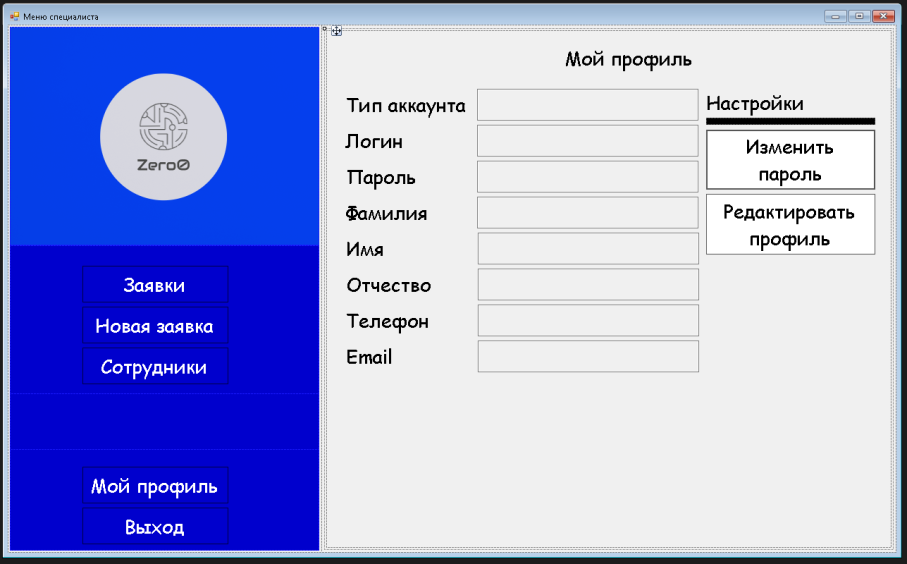 Меню специалиста
Zero0
Заявки
Новая заявка
Сотрудники
Мой профиль
Выход
Мой профиль
Тип аккаунта
Логин
Пароль
Фамилия
Имя
Отчество
Телефон
Email
Настройки
Изменить
пароль
Редактировать
профиль